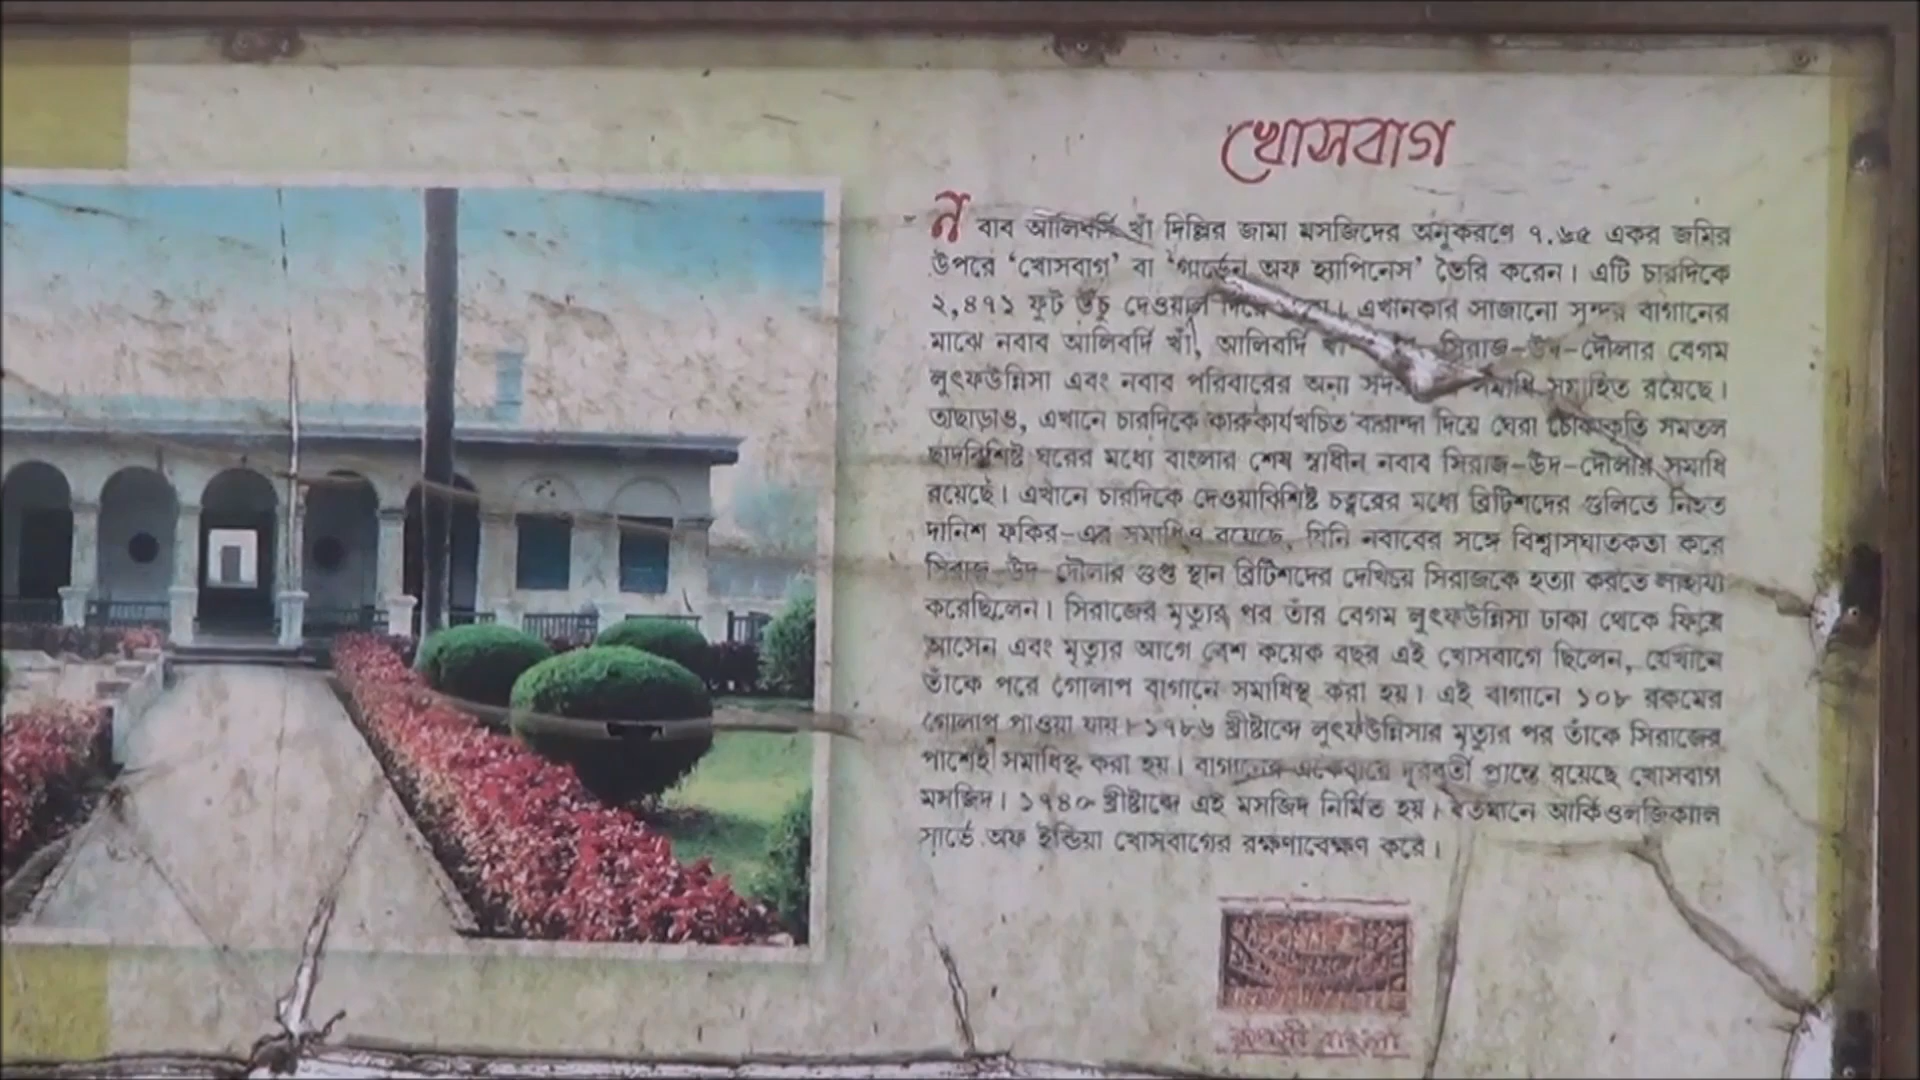 খোসবাগ
নবাব আলিবর্দি খাঁ দিল্লির জামা মসজিদের অনুকরণে ৭.৬৫ একর জমির
উপরে ‘খোসবাগ’ বা ‘গার্ডেন অফ হ্যাপিনেস’ তৈরি করেন। এটি চারদিকে
২,৪৭১ ফুট উঁচু দেওয়াল দিয়ে । এখানকার সাজানো সুন্দর বাগানের
মাঝে নবাব আলিবর্দি খাঁ, আলিবর্দি সিরাজ-উদ-দৌলার বেগম
লুৎফউন্নিসা এবং নবাব পরিবারের অন্য সমাধি সমাহিত রয়েছে।
তাছাড়াও, এখানে চারদিকে কারুকার্যখচিত বারান্দা দিয়ে ঘেরা চৌকাকৃতি সমতল
ছাদবিশিষ্ট ঘরের মধ্যে বাংলার শেষ স্বাধীন নবাব সিরাজ-উদ-দৌলার সমাধি
রয়েছে। এখানে চারদিকে দেওয়াবিশিষ্ট চত্বরের মধ্যে ব্রিটিশদের গুলিতে নিহত
দানিশ ফকির-এর সমাধিও রয়েছে, যিনি নবাবের সঙ্গে বিশ্বাসঘাতকতা করে
সিরাজ-উদ-দৌলার গুপ্ত স্থান ব্রিটিশদের দেখিয়ে সিরাজকে হত্যা করতে সাহায্য
করেছিলেন। সিরাজের মৃত্যুর পর তাঁর বেগম লুৎফউন্নিসা ঢাকা থেকে ফিরে
আসেন এবং মৃত্যুর আগে বেশ কয়েক বছর এই খোসবাগে ছিলেন, যেখানে
তাঁকে পরে গোলাপ বাগানে সমাধিস্থ করা হয়। এই বাগানে ১০৮ রকমের
গোলাপ পাওয়া যায়। ১৭৮৬ খ্রীষ্টাব্দে লুৎফউন্নিসার মৃত্যুর পর তাঁকে সিরাজের
পাশেই সমাধিস্থ করা হয়। বাগানের একেবারে দূরবর্তী প্রান্তে রয়েছে খোসবাগ
মসজিদ। ১৭৪০ খ্রীষ্টাব্দে এই মসজিদ নির্মিত হয়। বর্তমানে আর্কিওলজিক্যাল
সার্ভে অফ ইন্ডিয়া খোসবাগের রক্ষণাবেক্ষণ করে।
রূপসী বাংলা